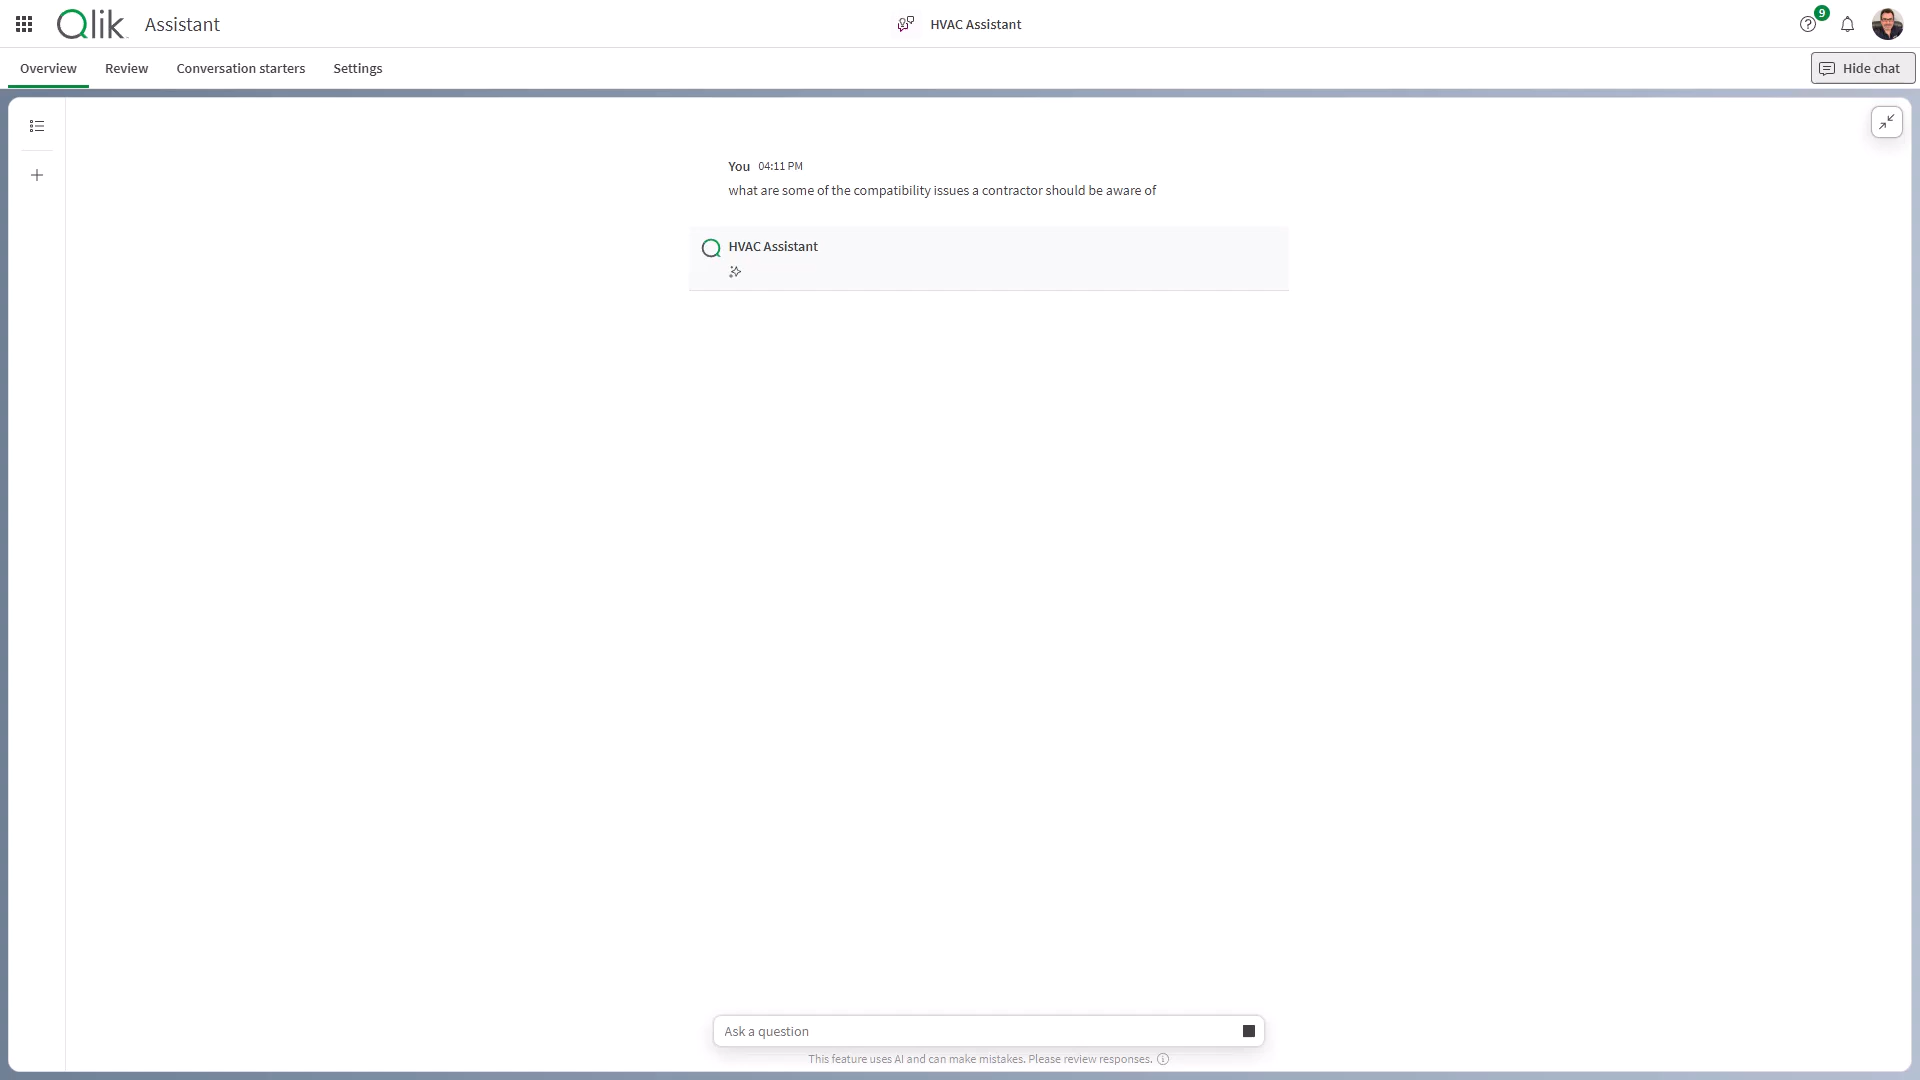 Qlik Assistant
HVAC Assistant
9
Overview
Review
Conversation starters
Settings
Hide chat
You 04:11 PM
what are some of the compatibility issues a contractor should be aware of
HVAC Assistant
Ask a question
This feature uses AI and can make mistakes. Please review responses.